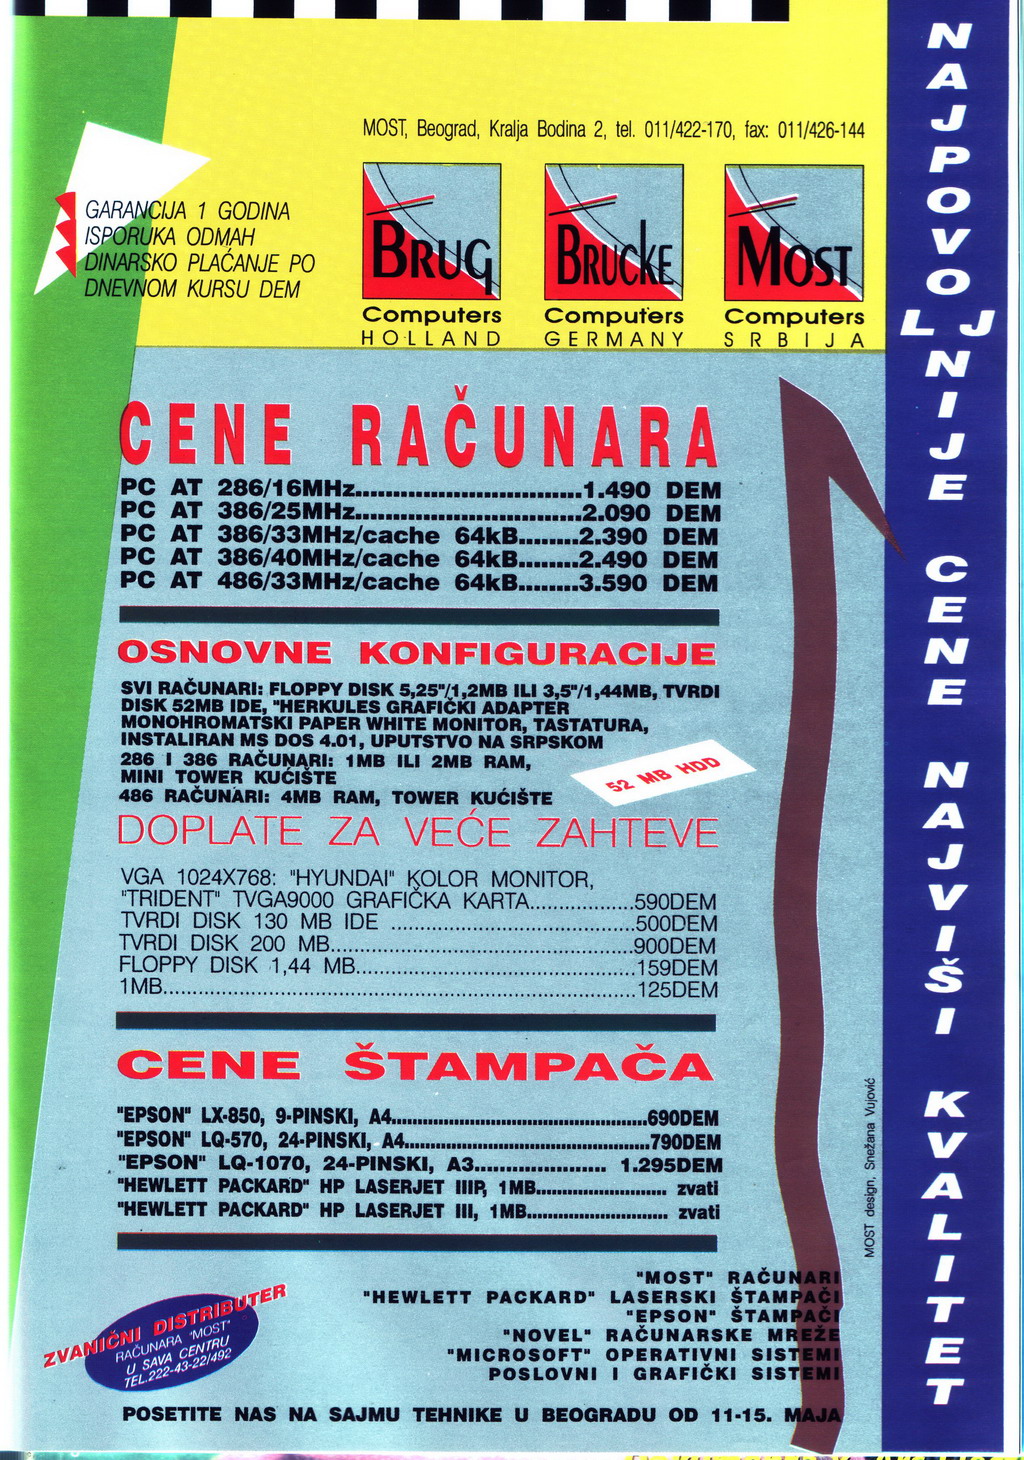 MOST, Beograd, Kralja Bodina 2, tel. 011/422-170, fax: 011/426-144
GARANCIJA 1 GODINA
ISPORUKA ODMAH
DINARSKO PLAĆANJE PO
DNEVNOM KURSU DEM
BRUG
Computers
HOLLAND
BRUCKE
Computers
GERMANY
MOST
Computers
SRBIJA
CENE RAČUNARA
PC AT 286/16MHz..............................1.490 DEM
PC AT 386/25MHz..............................2.090 DEM
PC AT 386/33MHz/cache 64kB........2.390 DEM
PC AT 386/40MHz/cache 64kB........2.490 DEM
PC AT 486/33MHz/cache 64kB........3.590 DEM
OSNOVNE KONFIGURACIJE
SVI RAČUNARI: FLOPPY DISK 5,25"/1,2MB ILI 3,5"/1,44MB, TVRDI
DISK 52MB IDE, "HERKULES GRAFIČKI ADAPTER
MONOHROMATSKI PAPER WHITE MONITOR, TASTATURA,
INSTALIRAN MS DOS 4.01, UPUTSTVO NA SRPSKOM
286 I 386 RAČUNARI: 1MB ILI 2MB RAM,
MINI TOWER KUĆIŠTE
486 RAČUNARI: 4MB RAM, TOWER KUĆIŠTE
52 MB HDD
DOPLATE ZA VEĆE ZAHTEVE
VGA 1024X768: "HYUNDAI" KOLOR MONITOR,
"TRIDENT" TVGA9000 GRAFIČKA KARTA.................590DEM
TVRDI DISK 130 MB IDE ........................................500DEM
TVRDI DISK 200 MB..................................................900DEM
FLOPPY DISK 1,44 MB..............................................159DEM
1MB..............................................................................125DEM
CENE ŠTAMPAČA
"EPSON" LX-850, 9-PINSKI, A4..................................................690DEM
"EPSON" LQ-570, 24-PINSKI, A4................................................790DEM
"EPSON" LQ-1070, 24-PINSKI, A3...................... 1.295DEM
"HEWLETT PACKARD" HP LASERJET IIIP, 1MB.......................... zvati
"HEWLETT PACKARD" HP LASERJET III, 1MB............................ zvati
ZVANIČNI DISTRIBUTER
RAČUNARA "MOST"
U SAVA CENTRU
TEL.222-43-22/492
"MOST" RAČUNARI
"HEWLETT PACKARD" LASERSKI ŠTAMPAČI
"EPSON" ŠTAMPAČI
"NOVEL" RAČUNARSKE MREŽE
"MICROSOFT" OPERATIVNI SISTEMI
POSLOVNI I GRAFIČKI SISTEMI
POSETITE NAS NA SAJMU TEHNIKE U BEOGRADU OD 11-15. MAJA
MOST design, Snežana Vujović
NAJPOVOLJNIJE CENE NAJVIŠI KVALITET